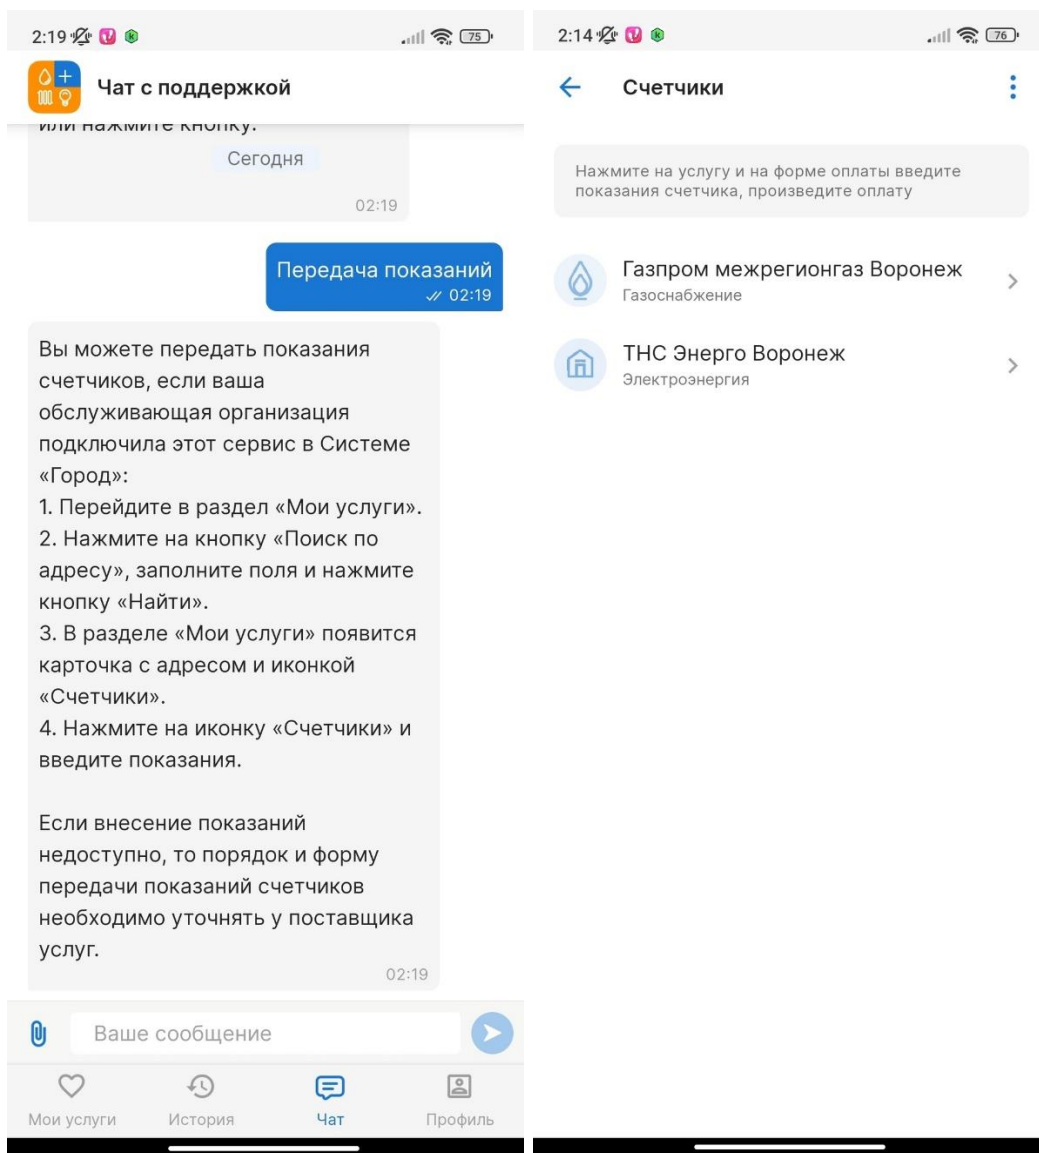 2:19
75
Чат с поддержкой
или нажмите кнопку.
Сегодня
02:19
Передача показаний
02:19
Вы можете передать показания
счетчиков, если ваша
обслуживающая организация
подключила этот сервис в Системе
«Город»:
1. Перейдите в раздел «Мои услуги».
2. Нажмите на кнопку «Поиск по
адресу», заполните поля и нажмите
кнопку «Найти».
3. В разделе «Мои услуги» появится
карточка с адресом и иконкой
«Счетчики».
4. Нажмите на иконку «Счетчики» и
введите показания.
Если внесение показаний
недоступно, то порядок и форму
передачи показаний счетчиков
необходимо уточнять у поставщика
услуг.
02:19
Ваше сообщение
Мои услуги
История
Чат
Профиль
2:14
76
Счетчики
Нажмите на услугу и на форме оплаты введите
показания счетчика, произведите оплату
Газпром межрегионгаз Воронеж
Газоснабжение
ТНС Энерго Воронеж
Электроэнергия